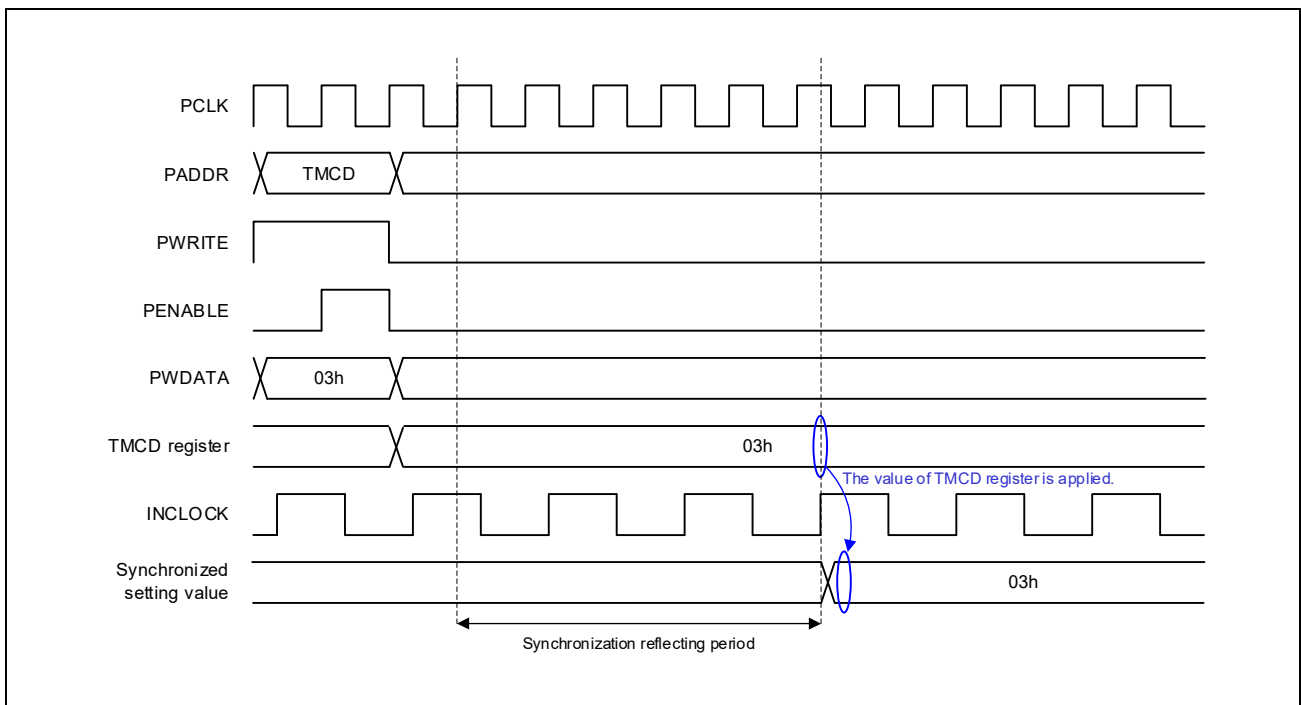 PCLK
PADDR
TMCD
PWRITE
PENABLE
PWDATA
03h
TMCD register
03h
The value of TMCD register is applied.
INCLOCK
Synchronized
setting value
03h
Synchronization reflecting period